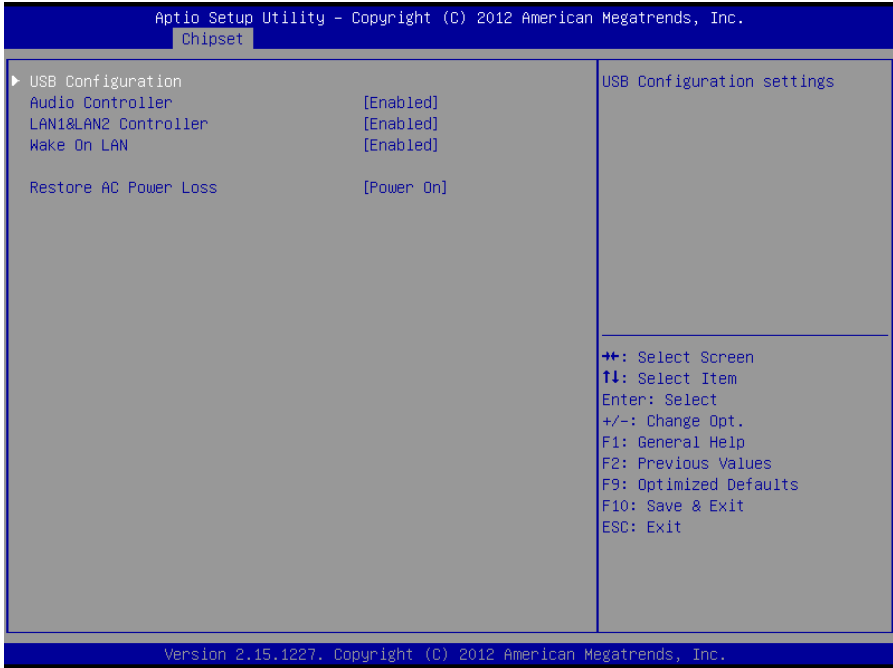 Aptio Setup Utility – Copyright (C) 2012 American Megatrends, Inc.
Chipset
USB Configuration
Audio Controller [Enabled]
LAN1&LAN2 Controller [Enabled]
Wake On LAN [Enabled]
Restore AC Power Loss [Power On]
USB Configuration settings
→←: Select Screen
↑↓: Select Item
Enter: Select
+/-: Change Opt.
F1: General Help
F2: Previous Values
F9: Optimized Defaults
F10: Save & Exit
ESC: Exit
Version 2.15.1227. Copyright (C) 2012 American Megatrends, Inc.